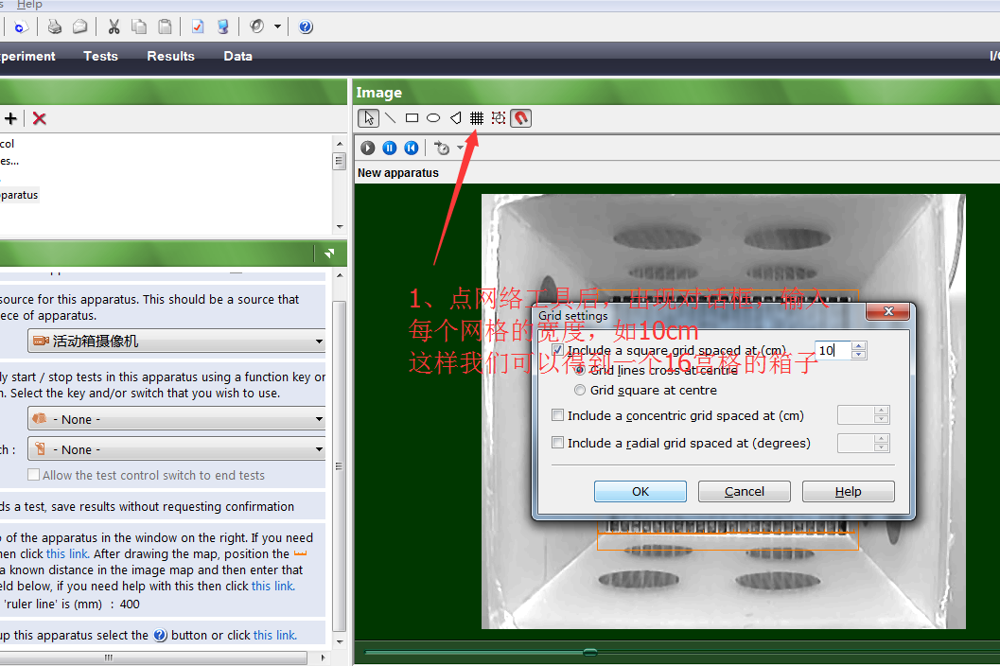 Help
periment
Tests
Results
Data
I/
Image
col
es...
paratus
New apparatus
source for this apparatus. This should be a source that
ece of apparatus.
活动箱摄像机
ly start / stop tests in this apparatus using a function key or
n. Select the key and/or switch that you wish to use.
- None -
ch :
- None -
Allow the test control switch to end tests
ds a test, save results without requesting confirmation
of the apparatus in the window on the right. If you need
hen click this link. After drawing the map, position the
a known distance in the image map and then enter that
eld below, if you need help with this then click this link.
'ruler line' is (mm) : 400
up this apparatus select the ? button or click this link.
1、点网络工具后，出现对话框，输入
每个网格的宽度，如10cm
这样我们可以得到一个16宫格的箱子
Grid settings
Include a square grid spaced at (cm)
10
Grid lines cross at centre
Grid square at centre
Include a concentric grid spaced at (cm)
Include a radial grid spaced at (degrees)
OK
Cancel
Help